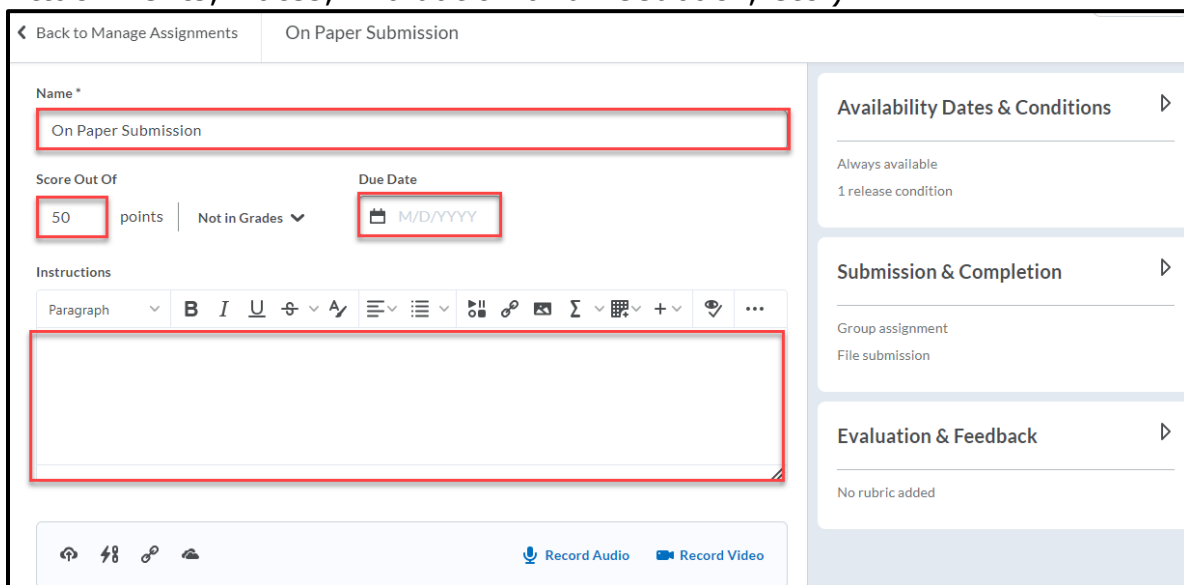 Back to Manage Assignments
On Paper Submission
Name *
On Paper Submission
Score Out Of
Due Date
50 points
Not in Grades
M/D/YYYY
Instructions
Paragraph
B I U S A
Record Audio
Record Video
Availability Dates & Conditions
Always available
1 release condition
Submission & Completion
Group assignment
File submission
Evaluation & Feedback
No rubric added